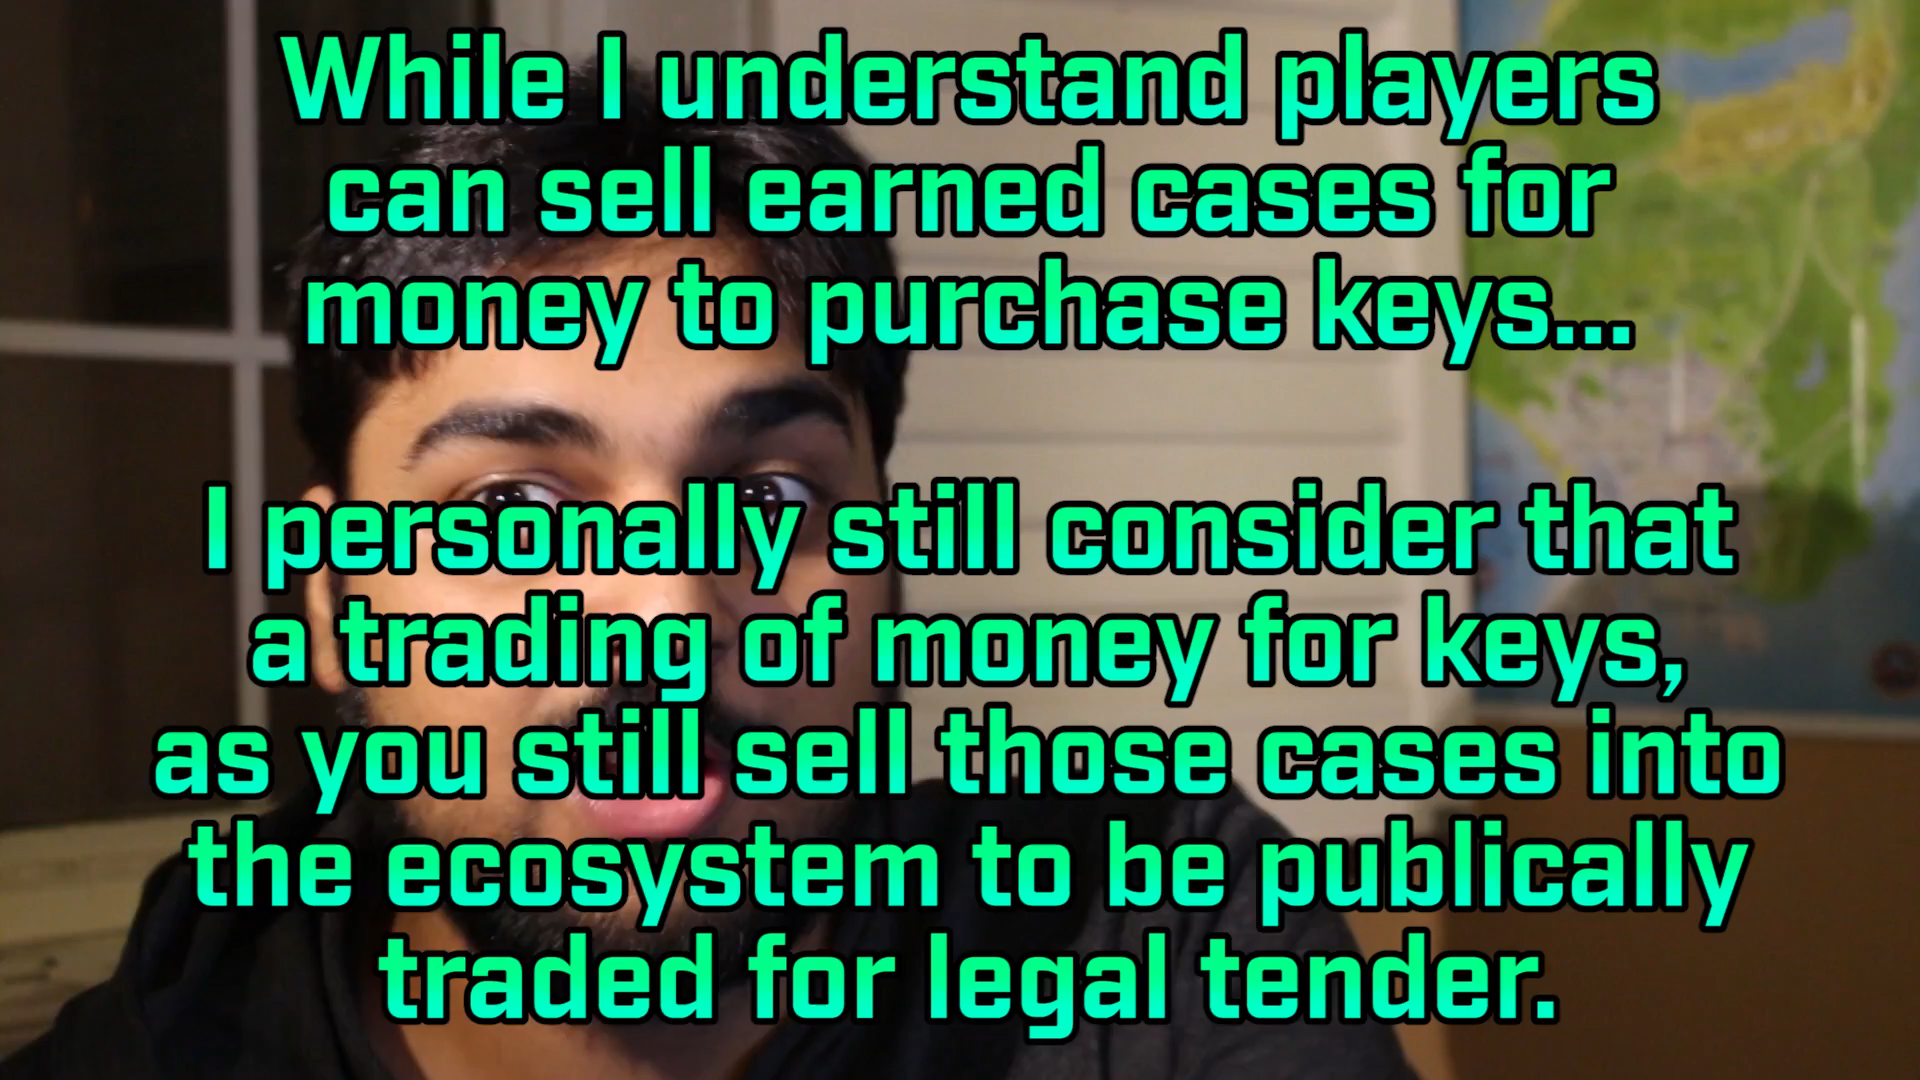 While I understand players
can sell earned cases for
money to purchase keys...
I personally still consider that
a trading of money for keys,
as you still sell those cases into
the ecosystem to be publically
traded for legal tender.